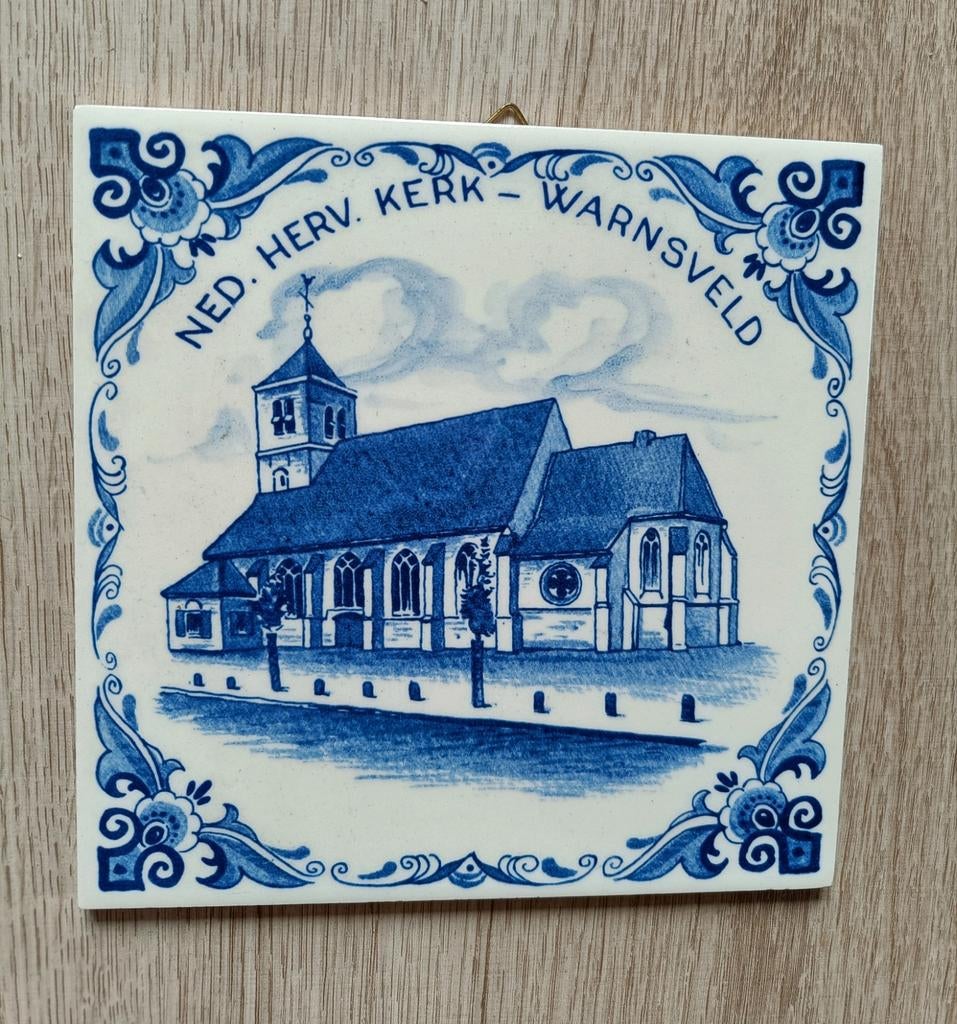 NED. HERV. KERK – WARNSVELD